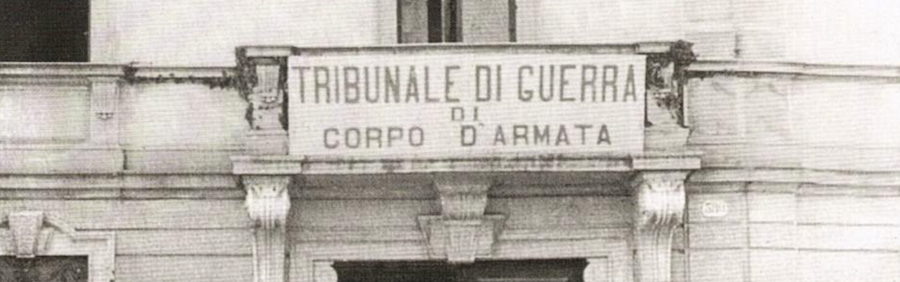 TRIBUNALE DI GUERRA
DI
CORPO D'ARMATA